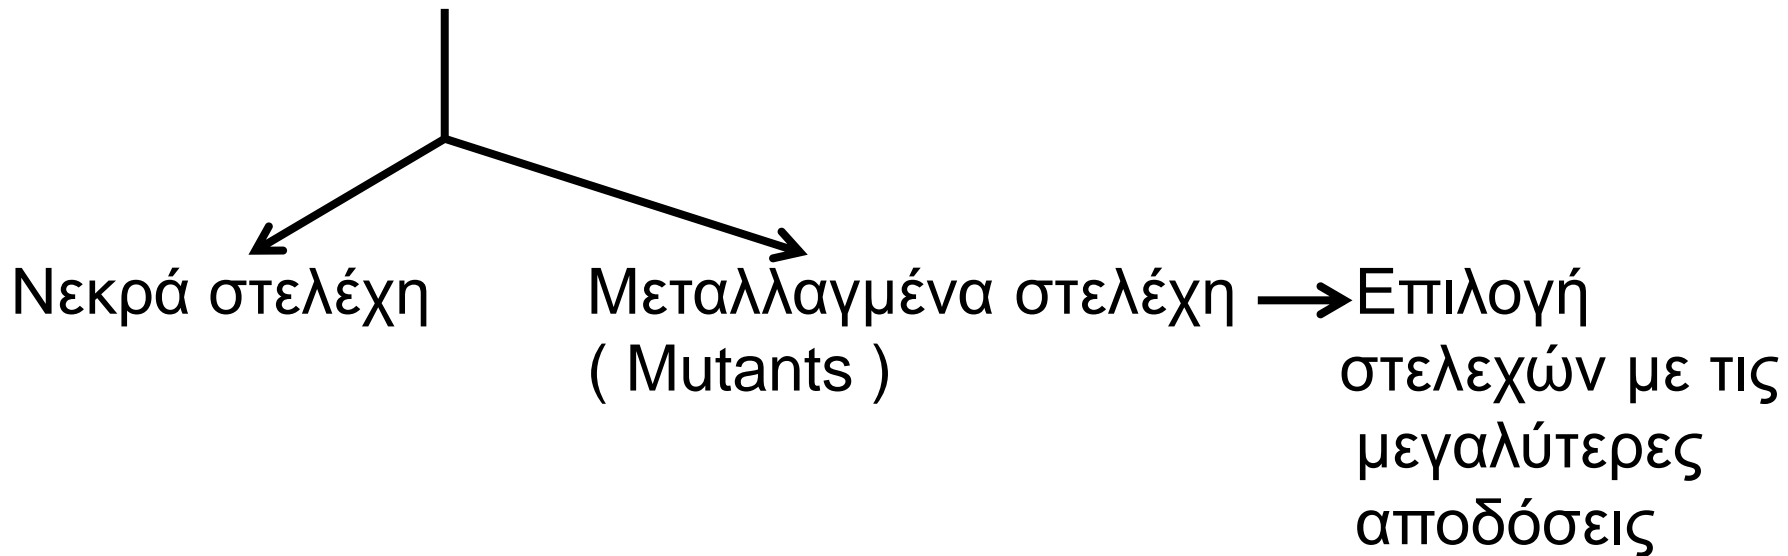 Νεκρά στελέχη
Μεταλλαγμένα στελέχη
( Mutants )
Επιλογή
στελεχών με τις
μεγαλύτερες
αποδόσεις